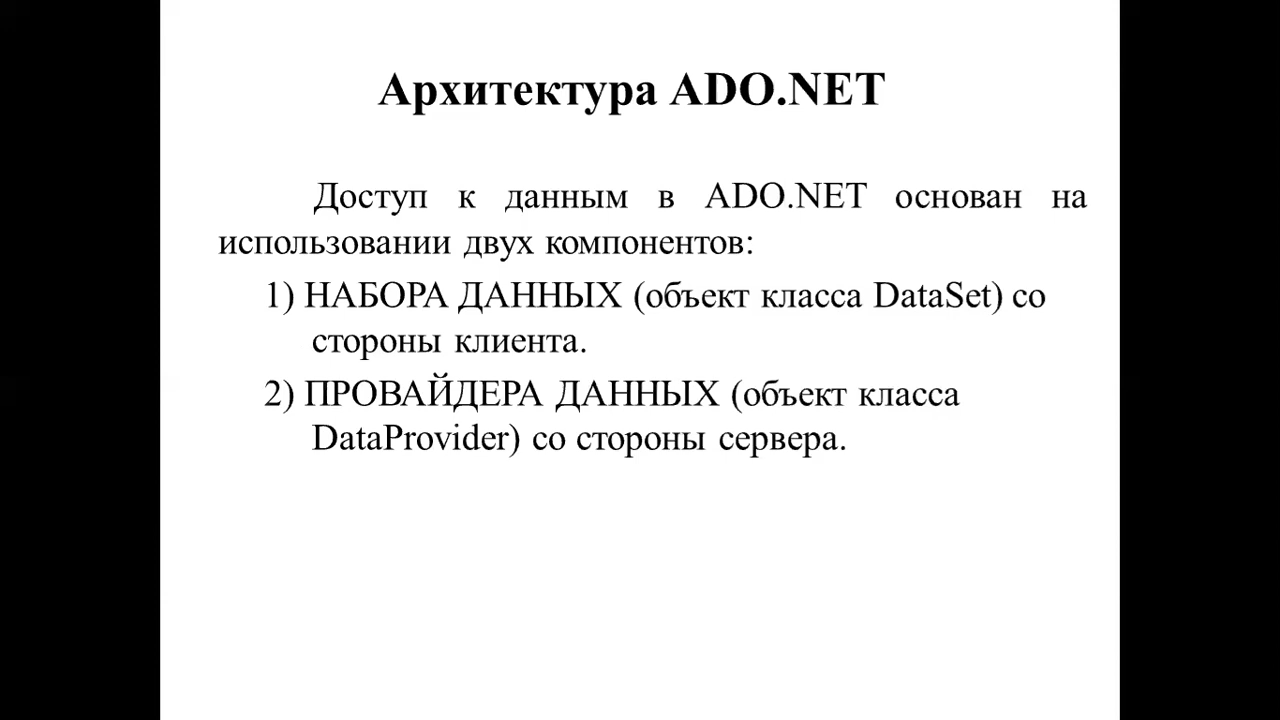 Архитектура ADO.NET
Доступ к данным в ADO.NET основан на
использовании двух компонентов:
1) НАБОРА ДАННЫХ (объект класса DataSet) со
стороны клиента.
2) ПРОВАЙДЕРА ДАННЫХ (объект класса
DataProvider) со стороны сервера.